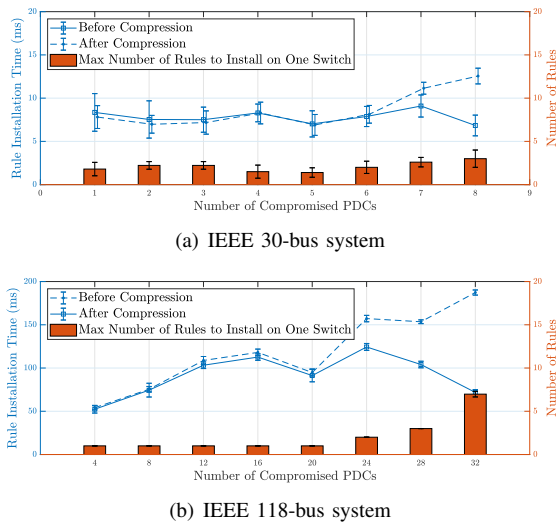 20
15
10
5
0
Rule Installation Time (ms)
Before Compression
After Compression
Max Number of Rules to Install on One Switch
20
15
10
5
0
Number of Rules
0 1 2 3 4 5 6 7 8 9
Number of Compromised PDCs
(a) IEEE 30-bus system
200
150
100
50
0
Rule Installation Time (ms)
Before Compression
After Compression
Max Number of Rules to Install on One Switch
20
15
10
5
0
Number of Rules
4 8 12 16 20 24 28 32
Number of Compromised PDCs
(b) IEEE 118-bus system